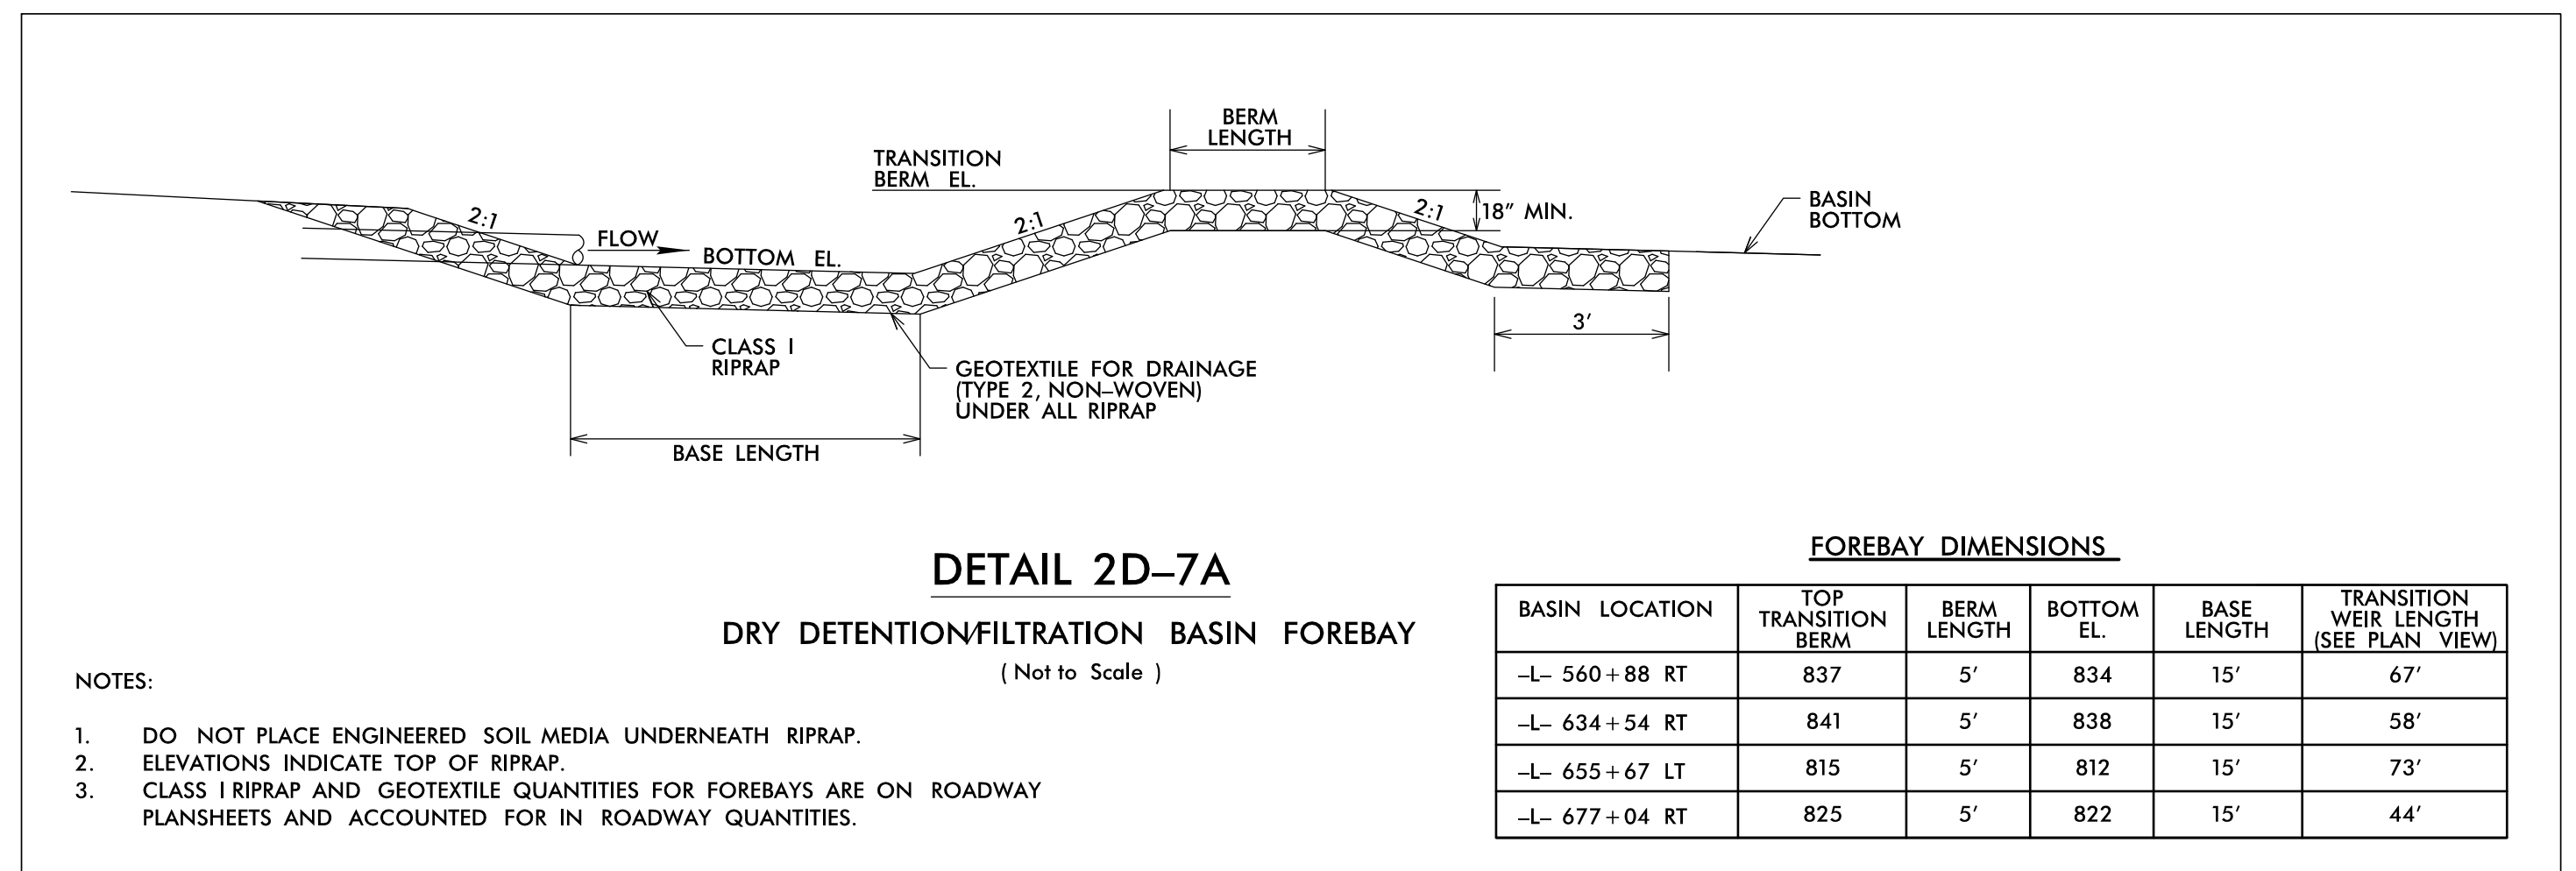 BERM
LENGTH
TRANSITION
BERM EL.
2:1
FLOW
BOTTOM EL.
2:1
2:1
18" MIN.
BASIN
BOTTOM
3'
CLASS I
RIPRAP
GEOTEXTILE FOR DRAINAGE
(TYPE 2, NON–WOVEN)
UNDER ALL RIPRAP
BASE LENGTH
DETAIL 2D–7A
DRY DETENTION/FILTRATION BASIN FOREBAY
( Not to Scale )
NOTES:
1. DO NOT PLACE ENGINEERED SOIL MEDIA UNDERNEATH RIPRAP.
2. ELEVATIONS INDICATE TOP OF RIPRAP.
3. CLASS I RIPRAP AND GEOTEXTILE QUANTITIES FOR FOREBAYS ARE ON ROADWAY
PLANSHEETS AND ACCOUNTED FOR IN ROADWAY QUANTITIES.
FOREBAY DIMENSIONS
BASIN LOCATION
TOP
TRANSITION
BERM
BERM
LENGTH
BOTTOM
EL.
BASE
LENGTH
TRANSITION
WEIR LENGTH
(SEE PLAN VIEW)
–L– 560+88 RT 837 5' 834 15' 67'
–L– 634+54 RT 841 5' 838 15' 58'
–L– 655+67 LT 815 5' 812 15' 73'
–L– 677+04 RT 825 5' 822 15' 44'